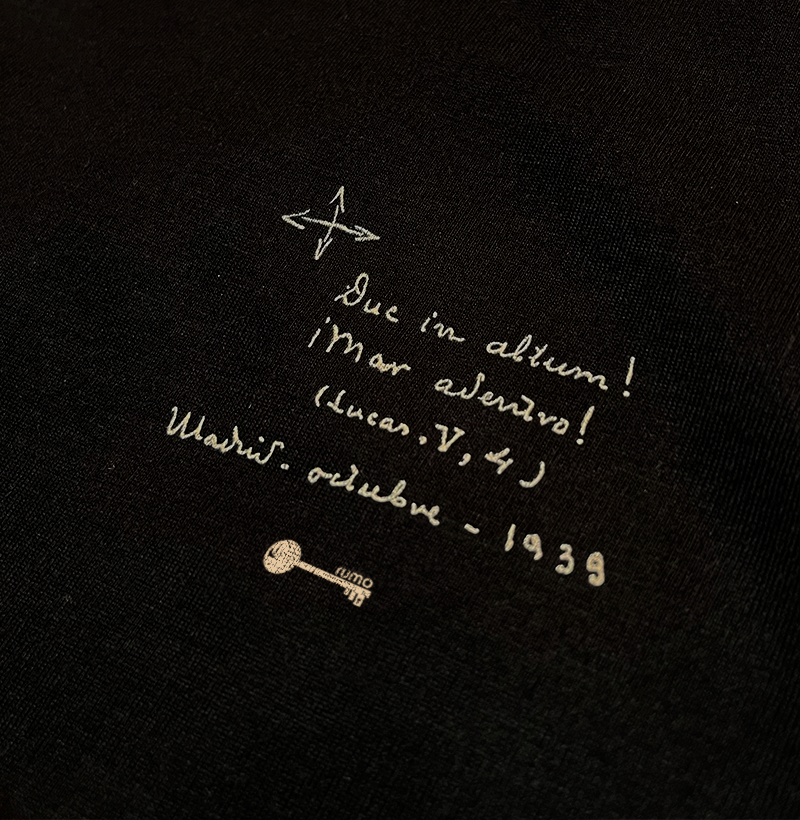 Duc in altum!
¡Mar adentro!
(Lucas. V, 4)
Madrid. octubre - 1939
rumo